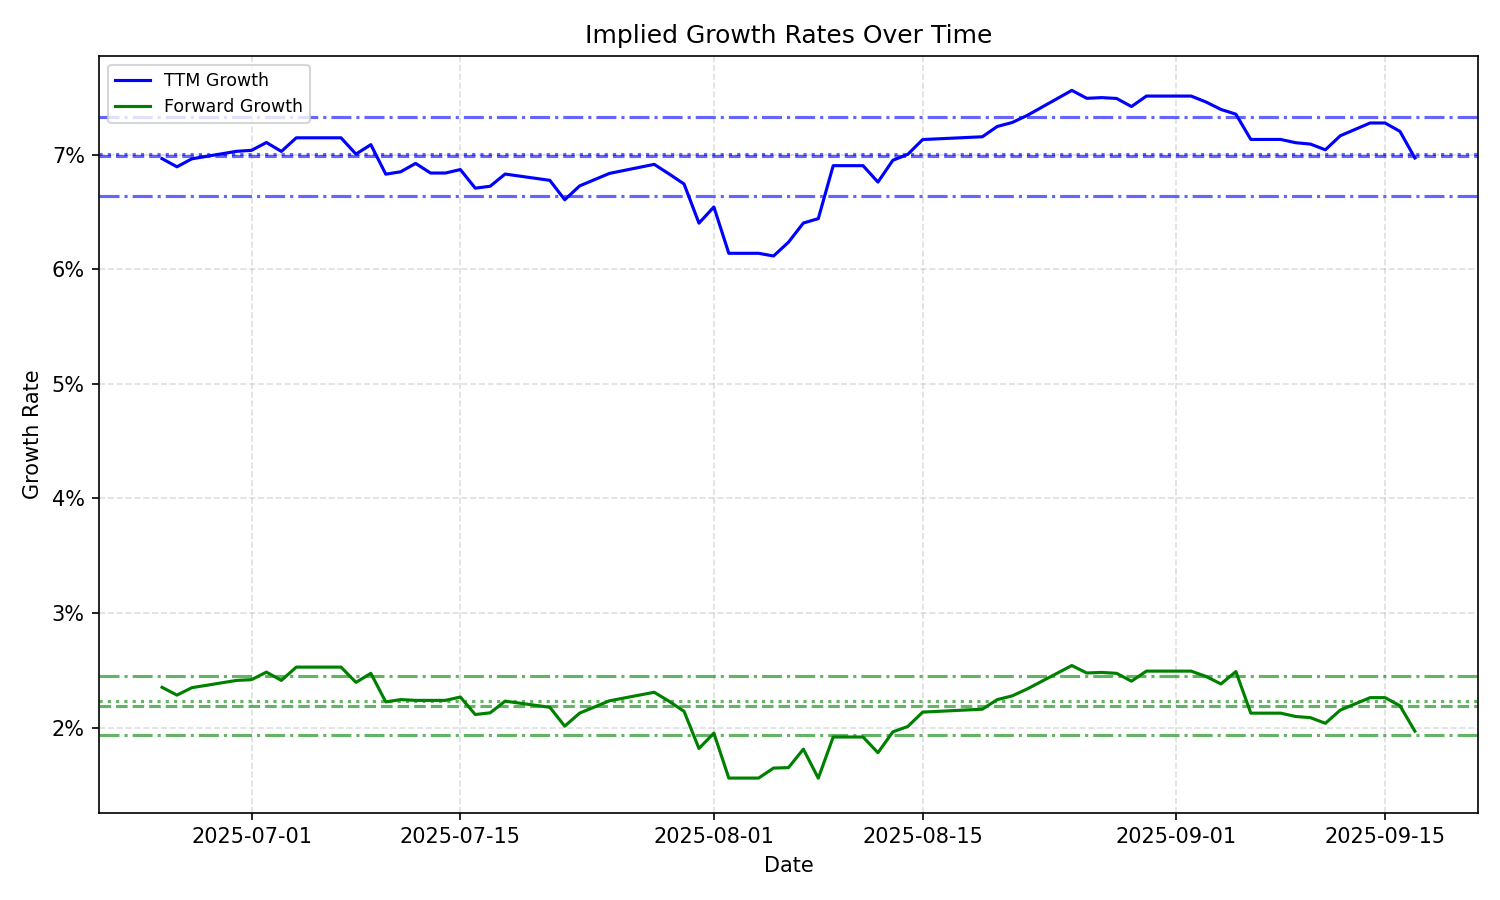 Implied Growth Rates Over Time
TTM Growth
Forward Growth
7%
6%
5%
4%
3%
2%
Growth Rate
2025-07-01
2025-07-15
2025-08-01
2025-08-15
2025-09-01
2025-09-15
Date